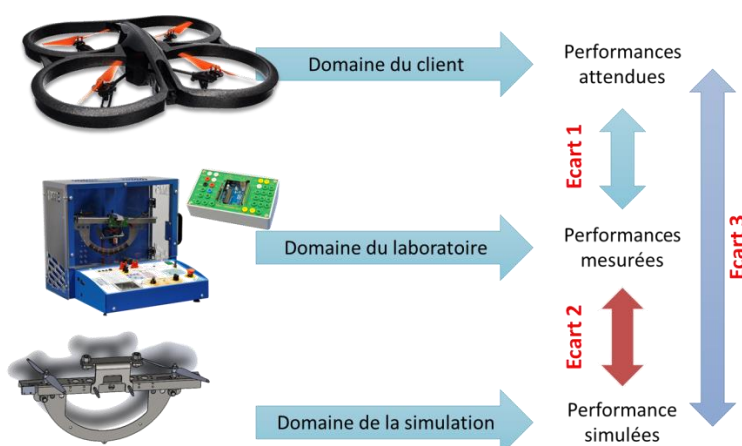 Domaine du client
Performances
attendues
Ecart 1
Domaine du laboratoire
Performances
mesurées
Ecart 3
Ecart 2
Domaine de la simulation
Performance
simulées